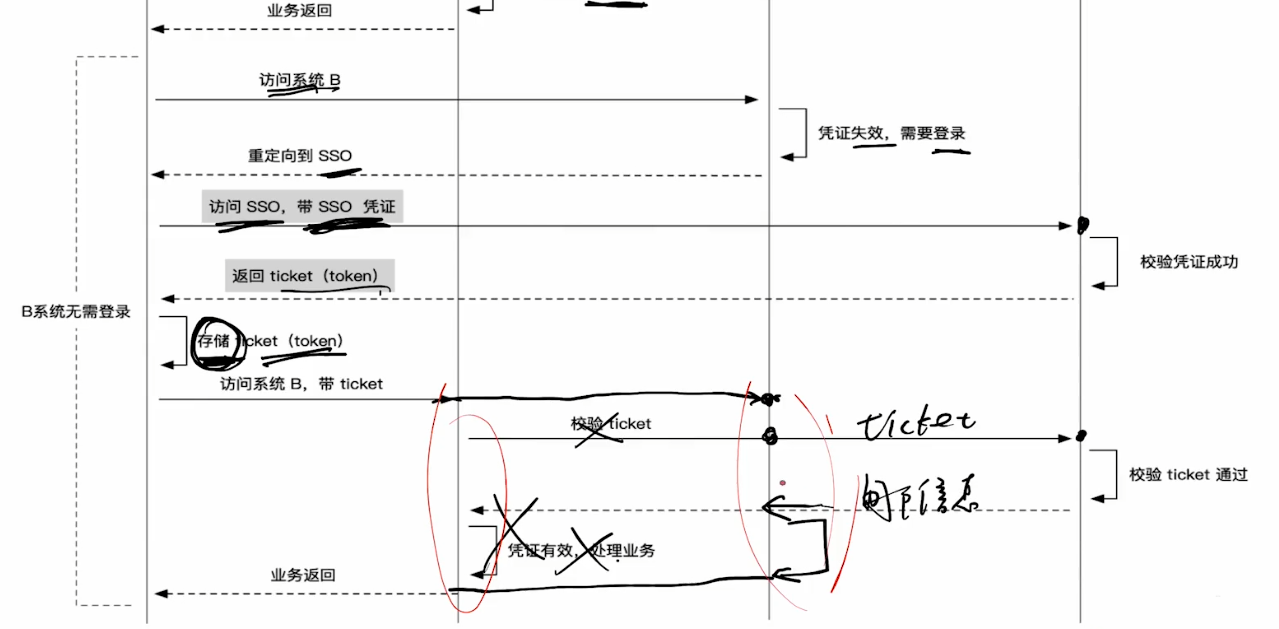 业务返回
访问系统 B
凭证失效，需要登录
重定向到 SSO
访问 SSO，带 SSO 凭证
校验凭证成功
返回 ticket（token）
B系统无需登录
存储 ticket（token）
访问系统 B，带 ticket
校验 ticket
ticket
校验 ticket 通过
用户信息
凭证有效，处理业务
业务返回